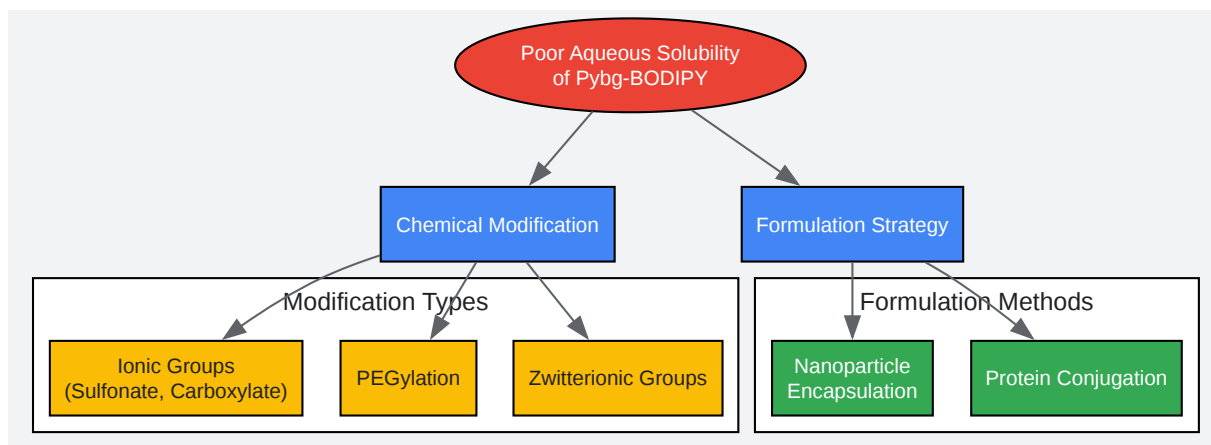 Poor Aqueous Solubility
of Pybg-BODIPY
Chemical Modification
Formulation Strategy
Modification Types
Formulation Methods
Ionic Groups
(Sulfonate, Carboxylate)
PEGylation
Zwitterionic Groups
Nanoparticle
Encapsulation
Protein Conjugation